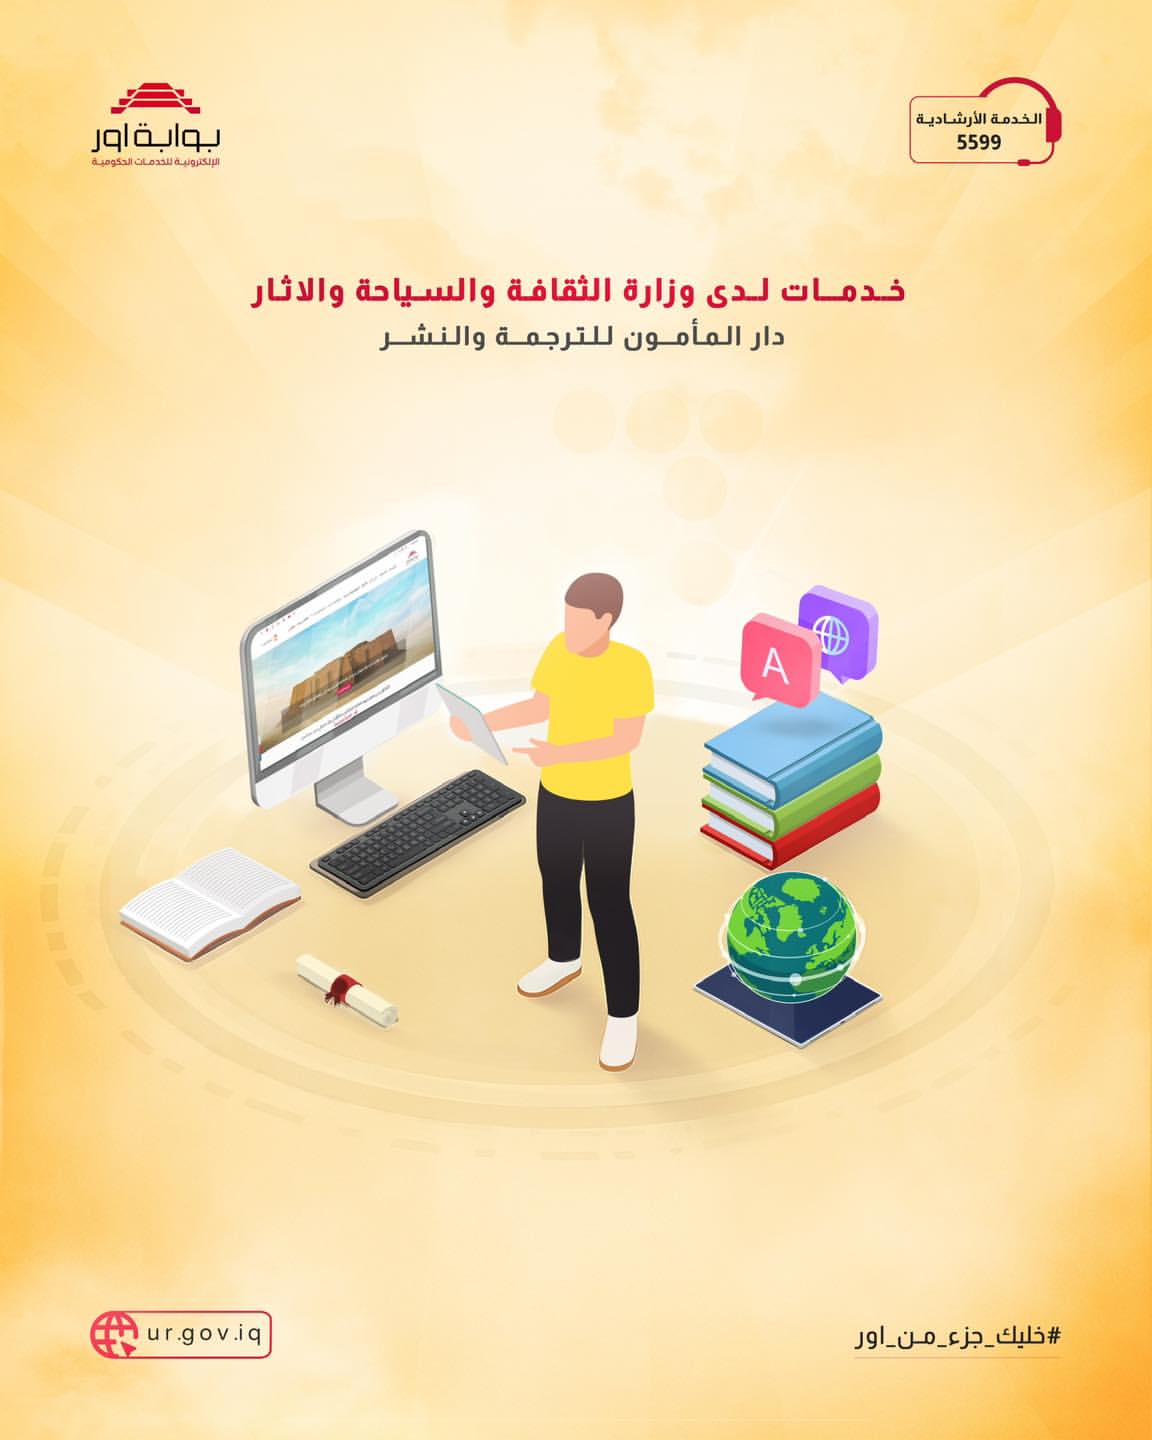 بوابة اور
الإلكترونية للخدمات الحكومية
الخدمة الأرشادية
5599
خدمات لدى وزارة الثقافة والسياحة والاثار
دار المأمون للترجمة والنشر
A
ur.gov.iq
#خليك_جزء_من_اور